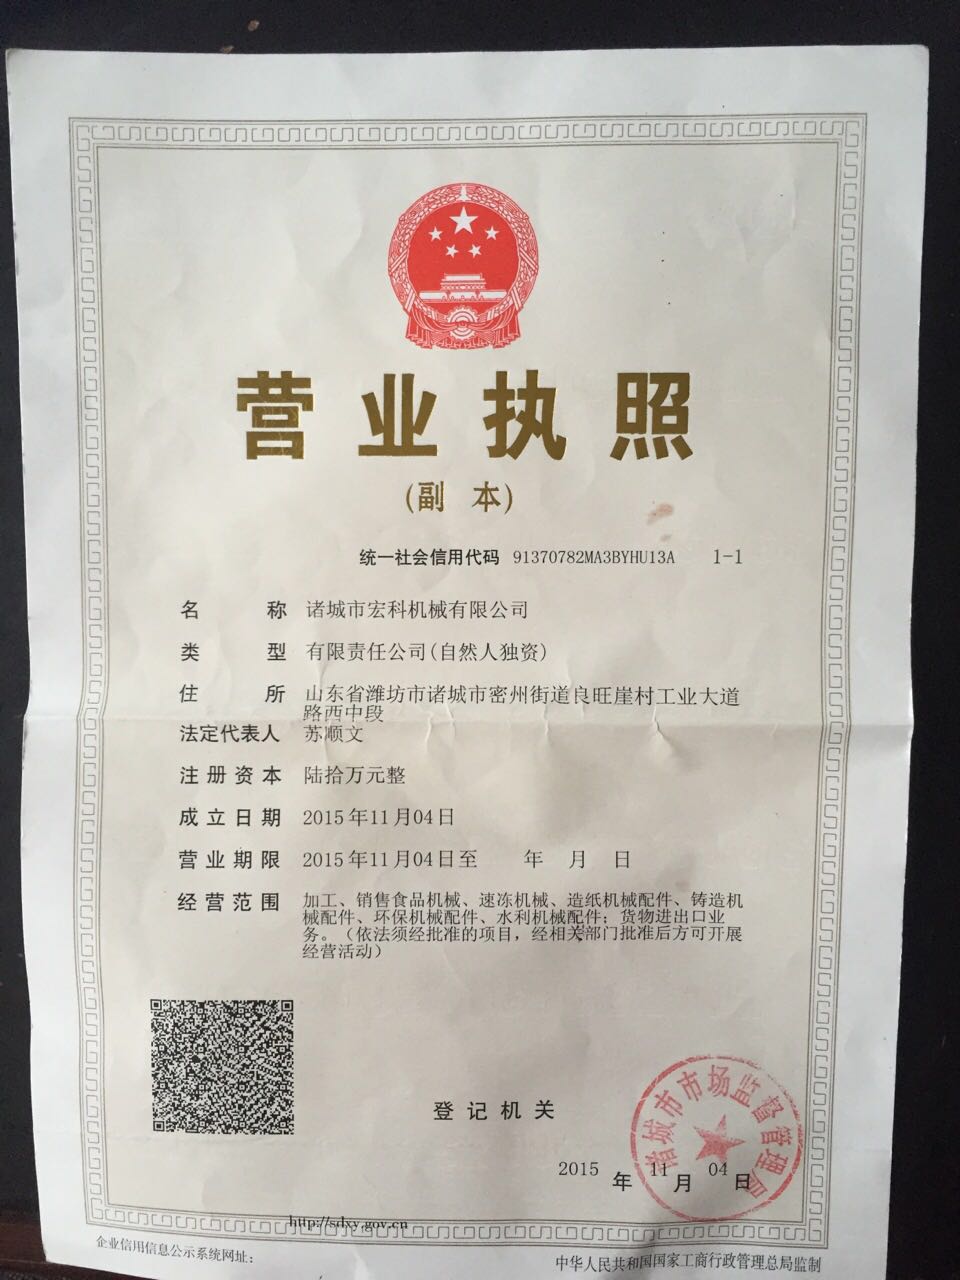 营业执照
(副 本)
统一社会信用代码 91370782MA3BYHU13A 1-1
名 称 诸城市宏科机械有限公司
类 型 有限责任公司(自然人独资)
住 所 山东省潍坊市诸城市密州街道良旺崖村工业大道
路西中段
法定代表人 苏顺文
注册资本 陆拾万元整
成立日期 2015年11月04日
营业期限 2015年11月04日至 年 月 日
经营范围 加工、销售食品机械、速冻机械、造纸机械配件、铸造机
械配件、环保机械配件、水利机械配件；货物进出口业
务。（依法须经批准的项目，经相关部门批准后方可开展
经营活动）
登记机关
诸城市市场监督管理局
2015 年 11 月 04 日
http://sdxy.gov.cn
企业信用信息公示系统网址：
中华人民共和国国家工商行政管理总局监制